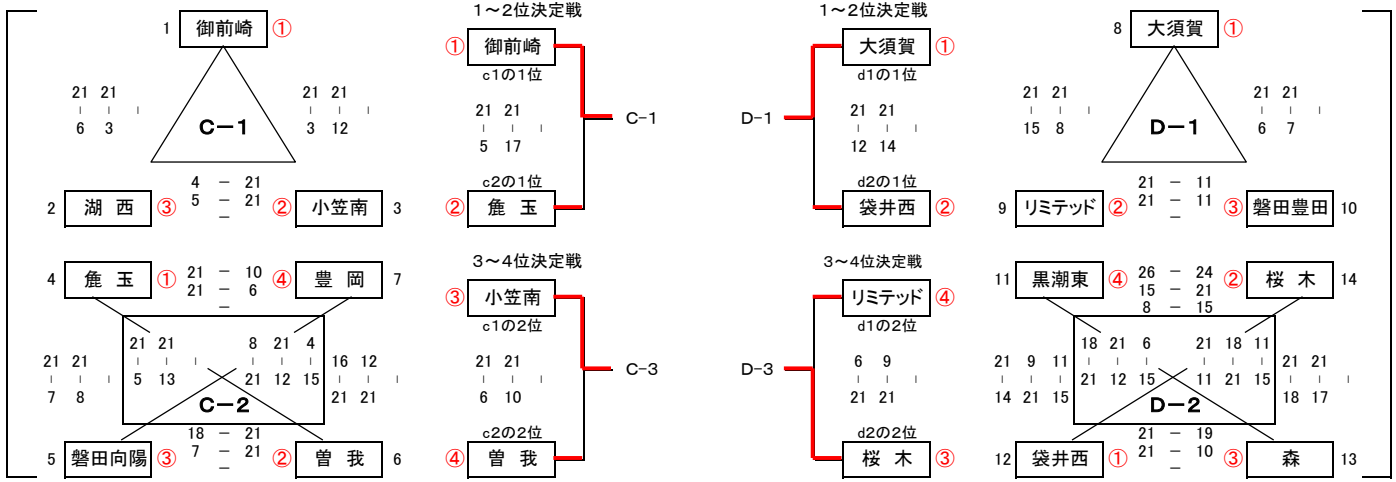 1 御前崎 ①
21 21
6 3
21 21
3 12
C-1
4 - 21
5 - 21
-
2 湖 西 ③
② 小笠南 3
4 麁 玉 ①
21 - 10
21 - 6
-
④ 豊 岡 7
21 21
7 8
21 21
5 13
8 21 4
21 12 15
16 12
21 21
C-2
18 - 21
7 - 21
-
5 磐田向陽 ③
② 曽 我 6
1~2位決定戦
① 御前崎
c1の1位
21 21
5 17
C-1
c2の1位
② 麁 玉
3~4位決定戦
③ 小笠南
c1の2位
21 21
6 10
C-3
c2の2位
④ 曽 我
1~2位決定戦
大須賀 ①
d1の1位
21 21
12 14
D-1
d2の1位
袋井西 ②
3~4位決定戦
リミテッド ④
d1の2位
6 9
21 21
D-3
d2の2位
桜 木 ③
8 大須賀 ①
21 21
15 8
21 21
6 7
D-1
21 - 11
21 - 11
-
9 リミテッド ②
③ 磐田豊田 10
11 黒潮東 ④
26 - 24
15 - 21
8 - 15
② 桜 木 14
21 9 11
14 21 15
18 21 6
21 12 15
21 18 11
11 21 15
21 21
18 17
D-2
21 - 19
21 - 10
-
12 袋井西 ①
③ 森 13